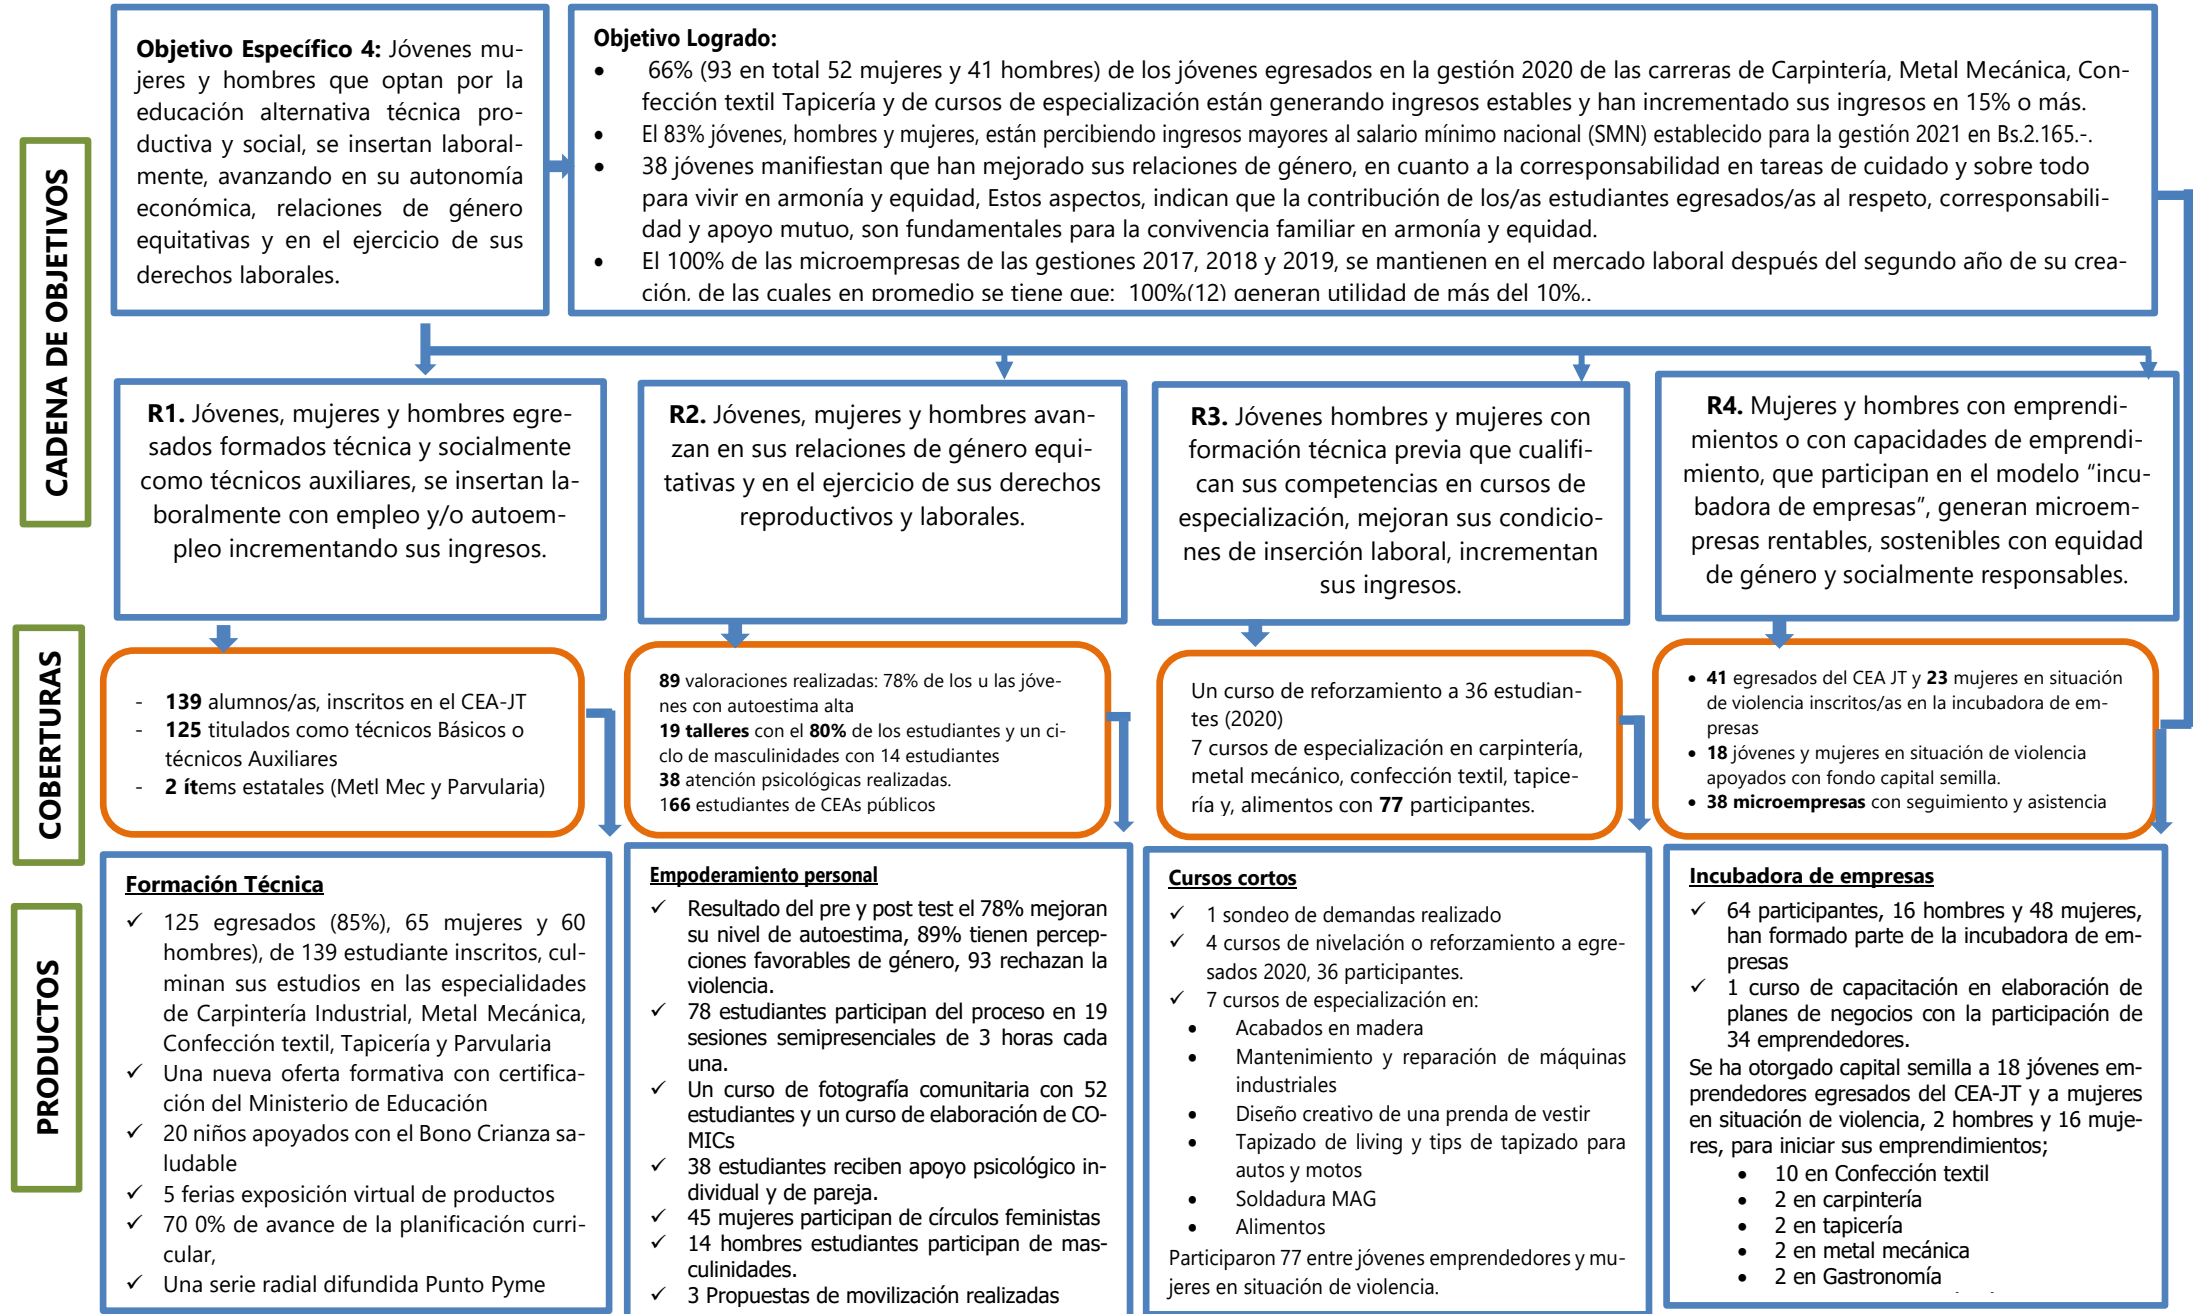 CADENA DE OBJETIVOS
Objetivo Específico 4: Jóvenes mu-
jeres y hombres que optan por la
educación alternativa técnica pro-
ductiva y social, se insertan laboral-
mente, avanzando en su autonomía
económica, relaciones de género
equitativas y en el ejercicio de sus
derechos laborales.
Objetivo Logrado:
• 66% (93 en total 52 mujeres y 41 hombres) de los jóvenes egresados en la gestión 2020 de las carreras de Carpintería, Metal Mecánica, Con-
fección textil Tapicería y de cursos de especialización están generando ingresos estables y han incrementado sus ingresos en 15% o más.
• El 83% jóvenes, hombres y mujeres, están percibiendo ingresos mayores al salario mínimo nacional (SMN) establecido para la gestión 2021 en Bs.2.165.-.
• 38 jóvenes manifiestan que han mejorado sus relaciones de género, en cuanto a la corresponsabilidad en tareas de cuidado y sobre todo
para vivir en armonía y equidad, Estos aspectos, indican que la contribución de los/as estudiantes egresados/as al respeto, corresponsabili-
dad y apoyo mutuo, son fundamentales para la convivencia familiar en armonía y equidad.
• El 100% de las microempresas de las gestiones 2017, 2018 y 2019, se mantienen en el mercado laboral después del segundo año de su crea-
ción, de las cuales en promedio se tiene que: 100%(12) generan utilidad de más del 10%,.
R1. Jóvenes, mujeres y hombres egre-
sados formados técnica y socialmente
como técnicos auxiliares, se insertan la-
boralmente con empleo y/o autoem-
pleo incrementando sus ingresos.
R2. Jóvenes, mujeres y hombres avan-
zan en sus relaciones de género equi-
tativas y en el ejercicio de sus derechos
reproductivos y laborales.
R3. Jóvenes hombres y mujeres con
formación técnica previa que cualifi-
can sus competencias en cursos de
especialización, mejoran sus condicio-
nes de inserción laboral, incrementan
sus ingresos.
R4. Mujeres y hombres con emprendi-
mientos o con capacidades de emprendi-
miento, que participan en el modelo “incu-
badora de empresas”, generan microem-
presas rentables, sostenibles con equidad
de género y socialmente responsables.
COBERTURAS
- 139 alumnos/as, inscritos en el CEA-JT
- 125 titulados como técnicos Básicos o
técnicos Auxiliares
- 2 ítems estatales (Metl Mec y Parvularia)
89 valoraciones realizadas: 78% de los u las jóve-
nes con autoestima alta
19 talleres con el 80% de los estudiantes y un ci-
clo de masculinidades con 14 estudiantes
38 atención psicológicas realizadas.
166 estudiantes de CEAs públicos
Un curso de reforzamiento a 36 estudian-
tes (2020)
7 cursos de especialización en carpintería,
metal mecánico, confección textil, tapice-
ría y, alimentos con 77 participantes.
• 41 egresados del CEA JT y 23 mujeres en situación
de violencia inscritos/as en la incubadora de em-
presas
• 18 jóvenes y mujeres en situación de violencia
apoyados con fondo capital semilla.
• 38 microempresas con seguimiento y asistencia
PRODUCTOS
Formación Técnica
✓ 125 egresados (85%), 65 mujeres y 60
hombres), de 139 estudiante inscritos, cul-
minan sus estudios en las especialidades
de Carpintería Industrial, Metal Mecánica,
Confección textil, Tapicería y Parvularia
✓ Una nueva oferta formativa con certifica-
ción del Ministerio de Educación
✓ 20 niños apoyados con el Bono Crianza sa-
ludable
✓ 5 ferias exposición virtual de productos
✓ 70 0% de avance de la planificación curri-
cular,
✓ Una serie radial difundida Punto Pyme
Empoderamiento personal
✓ Resultado del pre y post test el 78% mejoran
su nivel de autoestima, 89% tienen percep-
ciones favorables de género, 93 rechazan la
violencia.
✓ 78 estudiantes participan del proceso en 19
sesiones semipresenciales de 3 horas cada
una.
✓ Un curso de fotografía comunitaria con 52
estudiantes y un curso de elaboración de CO-
MICs
✓ 38 estudiantes reciben apoyo psicológico in-
dividual y de pareja.
✓ 45 mujeres participan de círculos feministas
✓ 14 hombres estudiantes participan de mas-
culinidades.
✓ 3 Propuestas de movilización realizadas
Cursos cortos
✓ 1 sondeo de demandas realizado
✓ 4 cursos de nivelación o reforzamiento a egre-
sados 2020, 36 participantes.
✓ 7 cursos de especialización en:
• Acabados en madera
• Mantenimiento y reparación de máquinas
industriales
• Diseño creativo de una prenda de vestir
• Tapizado de living y tips de tapizado para
autos y motos
• Soldadura MAG
• Alimentos
Participaron 77 entre jóvenes emprendedores y mu-
jeres en situación de violencia.
Incubadora de empresas
✓ 64 participantes, 16 hombres y 48 mujeres,
han formado parte de la incubadora de em-
presas
✓ 1 curso de capacitación en elaboración de
planes de negocios con la participación de
34 emprendedores.
Se ha otorgado capital semilla a 18 jóvenes em-
prendedores egresados del CEA-JT y a mujeres
en situación de violencia, 2 hombres y 16 muje-
res, para iniciar sus emprendimientos;
• 10 en Confección textil
• 2 en carpintería
• 2 en tapicería
• 2 en metal mecánica
• 2 en Gastronomía